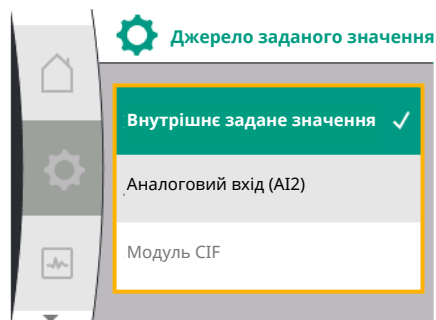 Джерело заданого значення
Внутрішнє задане значення
Аналоговий вхід (AI2)
Модуль CIF